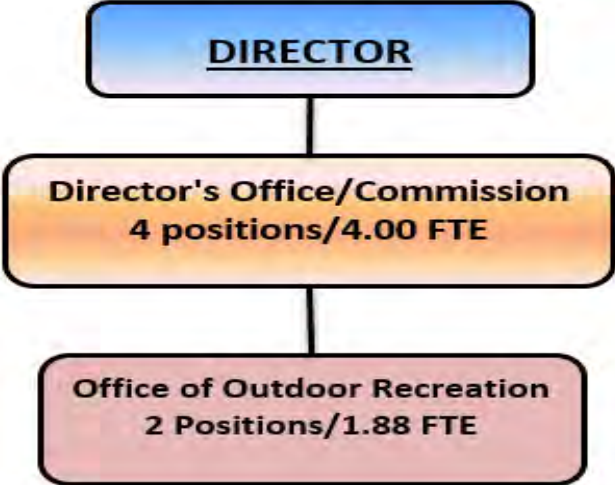 DIRECTOR
Director's Office/Commission
4 positions/4.00 FTE
Office of Outdoor Recreation
2 Positions/1.88 FTE